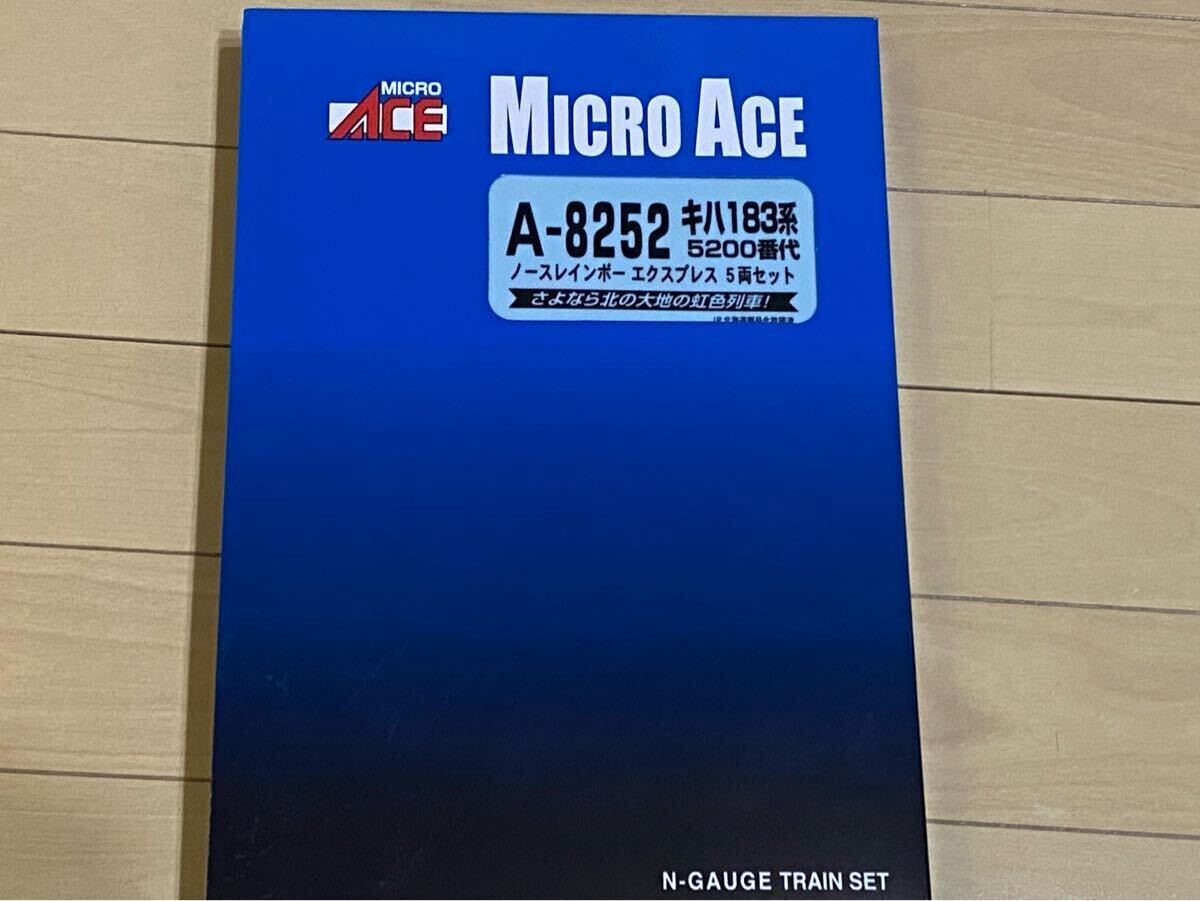 MICRO
ACE
MICRO ACE
A-8252 キハ183系
5200番代
ノースレインボー エクスプレス 5両セット
さよなら北の大地の虹色列車!
N-GAUGE TRAIN SET